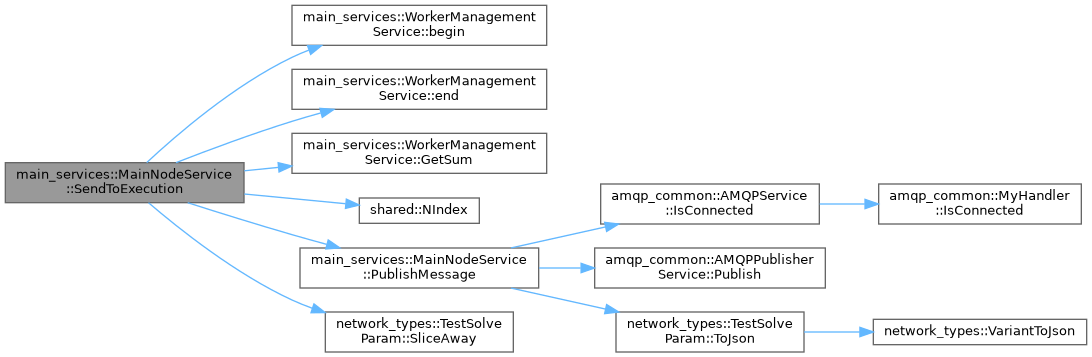 main_services::WorkerManagement
Service::begin
main_services::WorkerManagement
Service::end
main_services::WorkerManagement
Service::GetSum
main_services::MainNodeService
::SendToExecution
shared::NIndex
amqp_common::AMQPService
::IsConnected
amqp_common::MyHandler
::IsConnected
main_services::MainNodeService
::PublishMessage
amqp_common::AMQPPublisher
Service::Publish
network_types::TestSolve
Param::SliceAway
network_types::TestSolve
Param::ToJson
network_types::VariantToJson